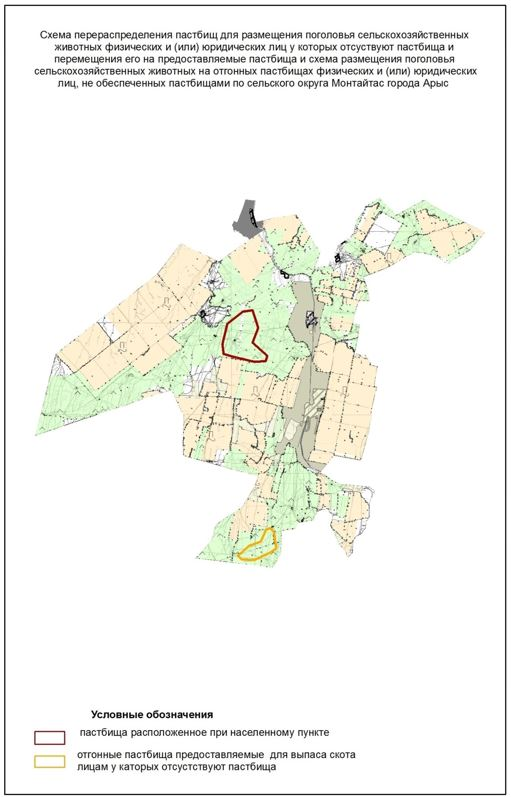 Схема перераспределения пастбищ для размещения поголовья сельскохозяйственных
животных физических и (или) юридических лиц у которых отсуствуют пастбища и
перемещения его на предоставляемые пастбища и схема размещения поголовья
сельскохозяйственных животных на отгонных пастбищах физических и (или) юридических
лиц, не обеспеченных пастбищами по сельского округа Монтайтас города Арыс
Условные обозначения
пастбища расположенное при населенному пункте
отгонные пастбища предоставляемые для выпаса скота
лицам у каторых отсустствуют пастбища